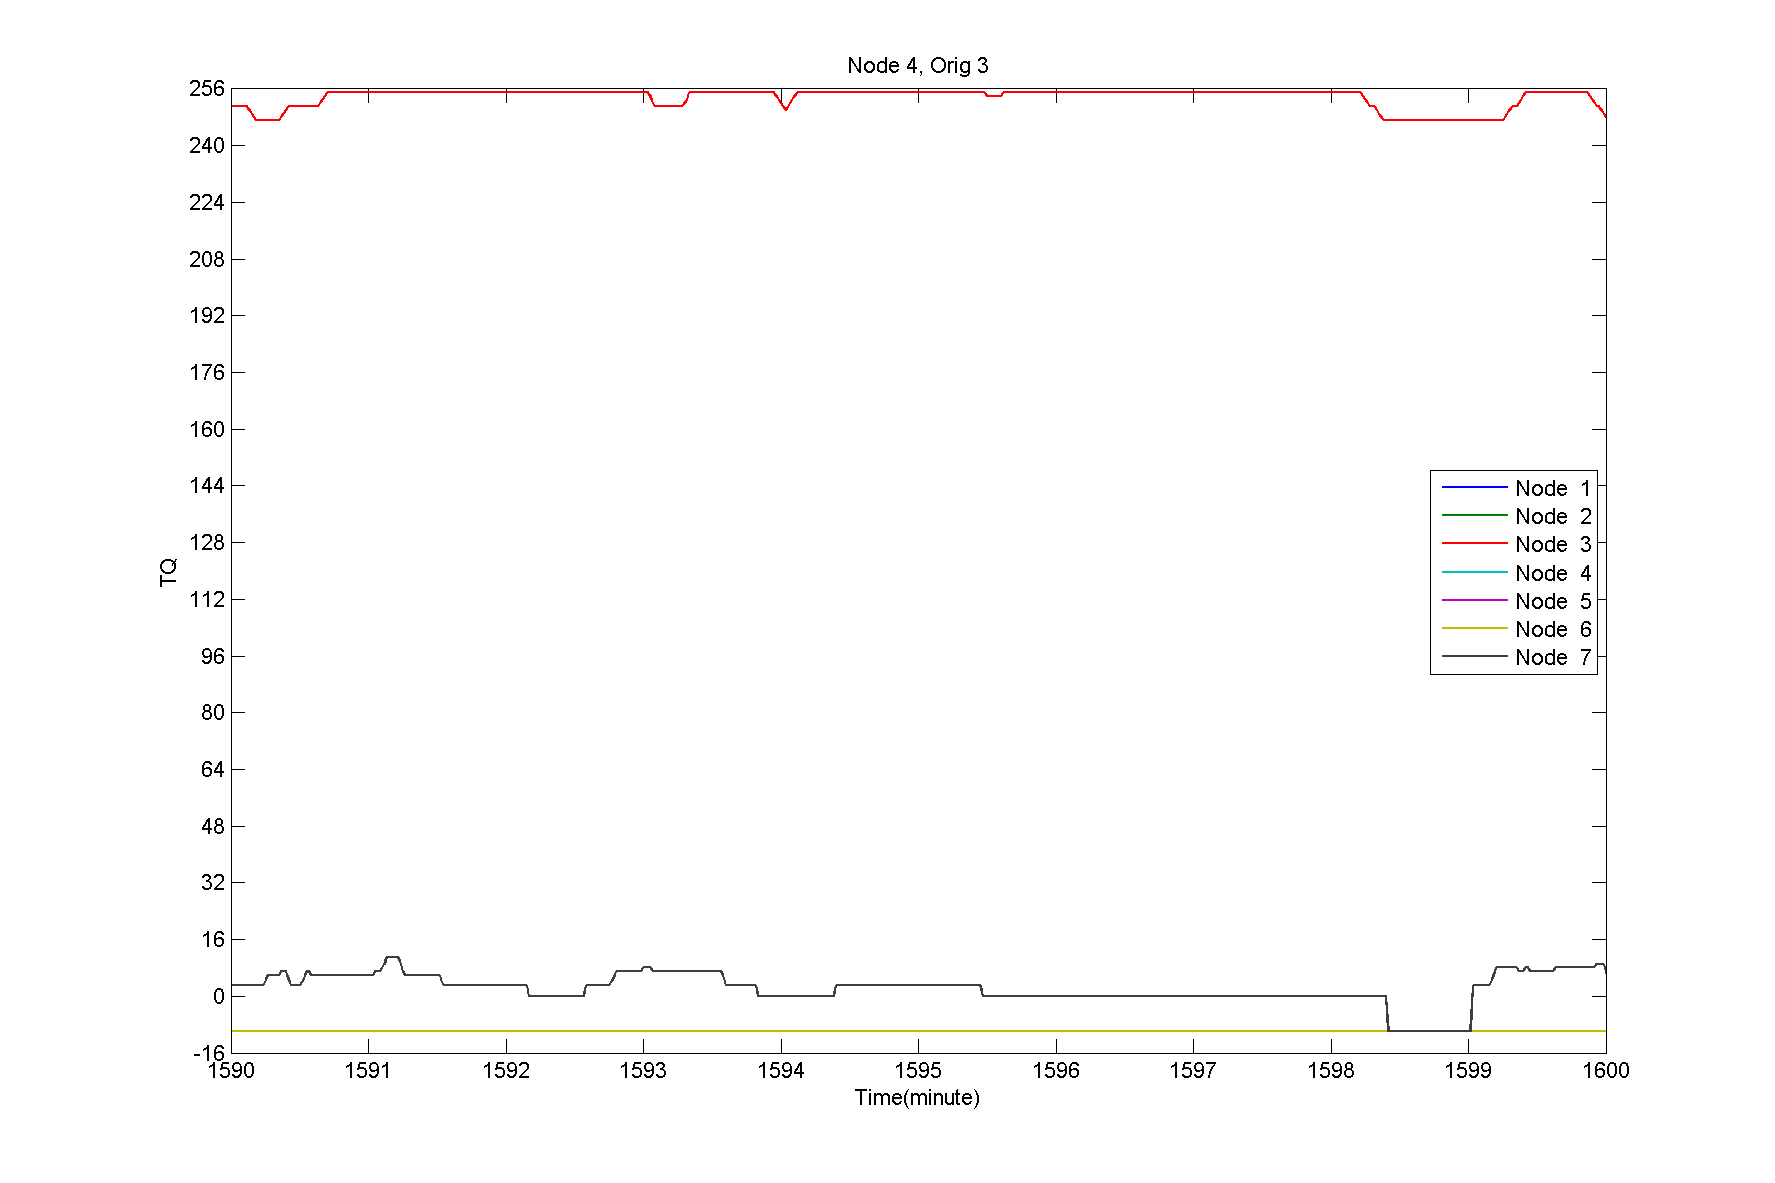 Node 4, Orig 3
256
240
224
208
192
176
160
144
128
112
96
80
64
48
32
16
0
-16
TQ
Node 1
Node 2
Node 3
Node 4
Node 5
Node 6
Node 7
1590 1591 1592 1593 1594 1595 1596 1597 1598 1599 1600
Time(minute)